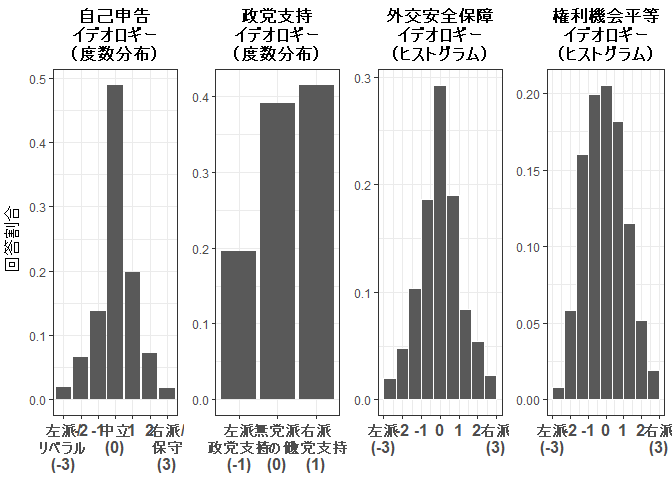 自己申告
イデオロギー
(度数分布)
政党支持
イデオロギー
(度数分布)
外交安全保障
イデオロギー
(ヒストグラム)
権利機会平等
イデオロギー
(ヒストグラム)
回答割合
0.5
0.4
0.3
0.2
0.1
0.0
左派/
リベラル
(-3)
-2
-1
中立
(0)
1
2
右派/
保守
(3)
0.4
0.3
0.2
0.1
0.0
左派
政党支持
(-1)
無党派
その他
(0)
右派
政党支持
(1)
0.3
0.2
0.1
0.0
左派
(-3)
-2
-1
0
1
2
右派
(3)
0.20
0.15
0.10
0.05
0.00
左派
(-3)
-2
-1
0
1
2
右派
(3)